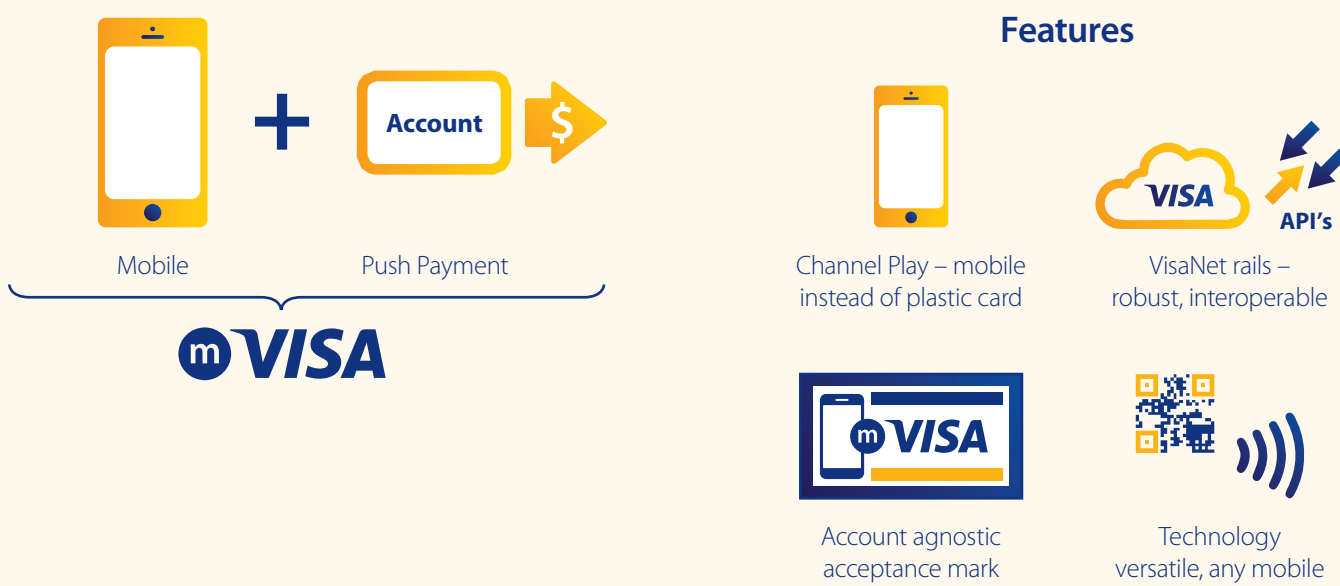 Account
$
Mobile
Push Payment
m VISA
Features
Channel Play – mobile
instead of plastic card
VISA
API's
VisaNet rails –
robust, interoperable
m VISA
Account agnostic
acceptance mark
Technology
versatile, any mobile